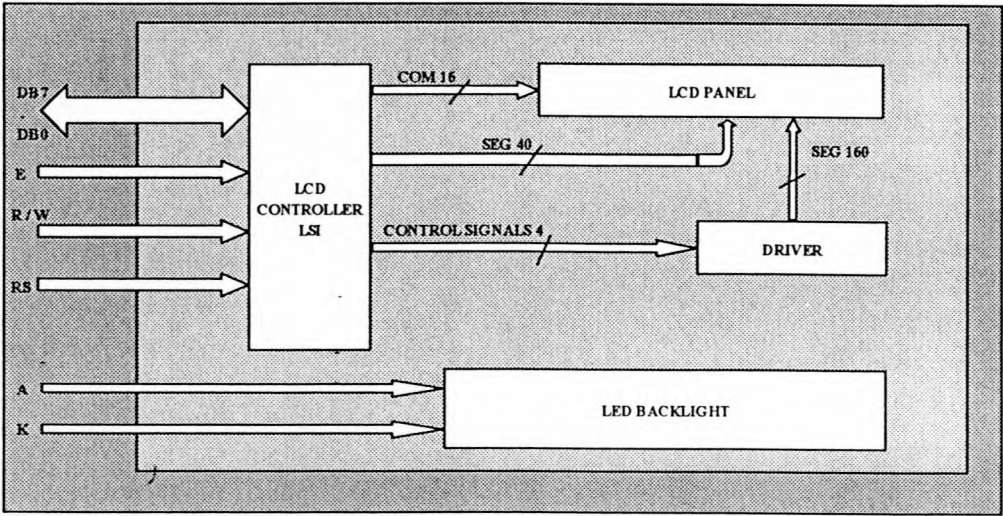 DB7
DB0
E
R / W
RS
A
K
LCD
CONTROLLER
LSI
COM 16
SEG 40
CONTROL SIGNALS 4
LCD PANEL
SEG 160
DRIVER
LED BACKLIGHT